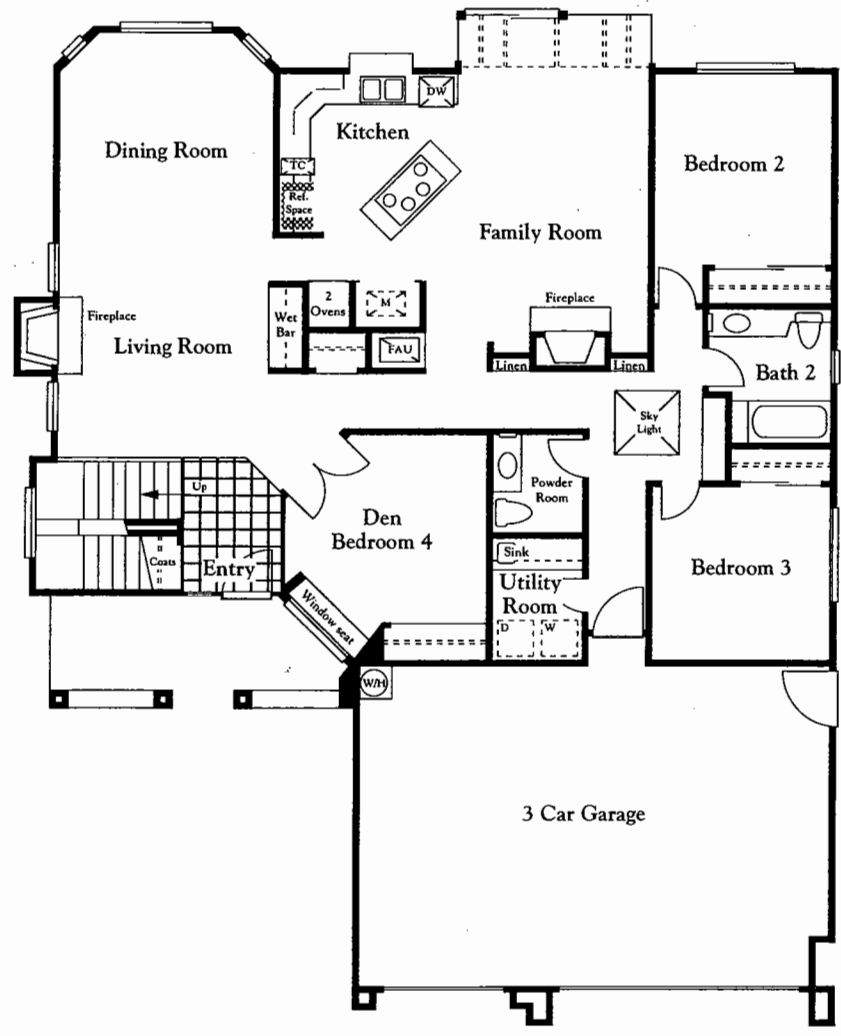 DW
Kitchen
Dining Room
Bedroom 2
TC
Ref.
Space
Family Room
2
Ovens
M
Fireplace
Fireplace
Wet
Bar
Living Room
FAU
Linen
Linen
Bath 2
Sky
Light
Up
Powder
Room
Den
Bedroom 4
Sink
Coats
Entry
Utility
Room
Bedroom 3
Window seat
D
W
W/H
3 Car Garage